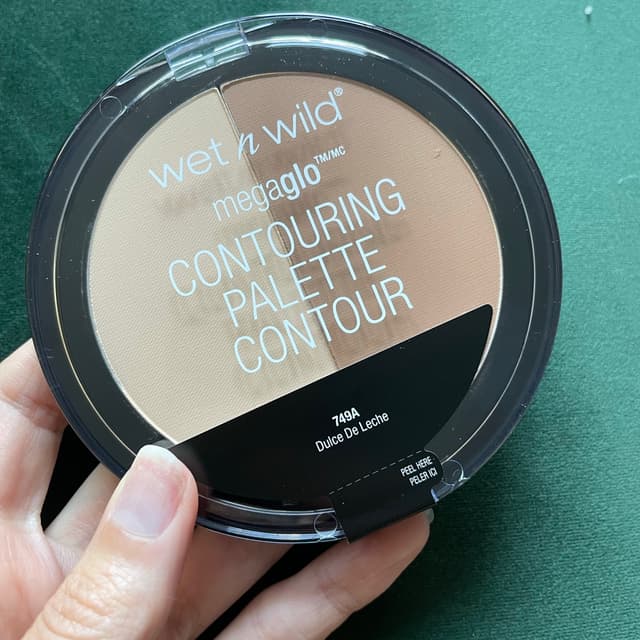 wet n wild®
megaglo™/MC
CONTOURING
PALETTE
CONTOUR
749A
Dulce De Leche
PEEL HERE
PELER ICI